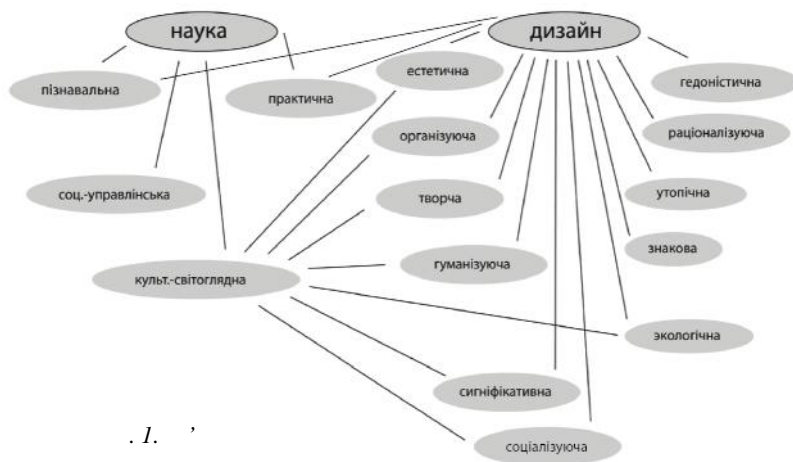 наука
дизайн
пізнавальна
практична
естетична
гедоністична
організуюча
раціоналізуюча
соц.-управлінська
творча
утопічна
гуманізуюча
знакова
культ.-світоглядна
экологічна
сигніфікативна
соціалізуюча
. 1. ’